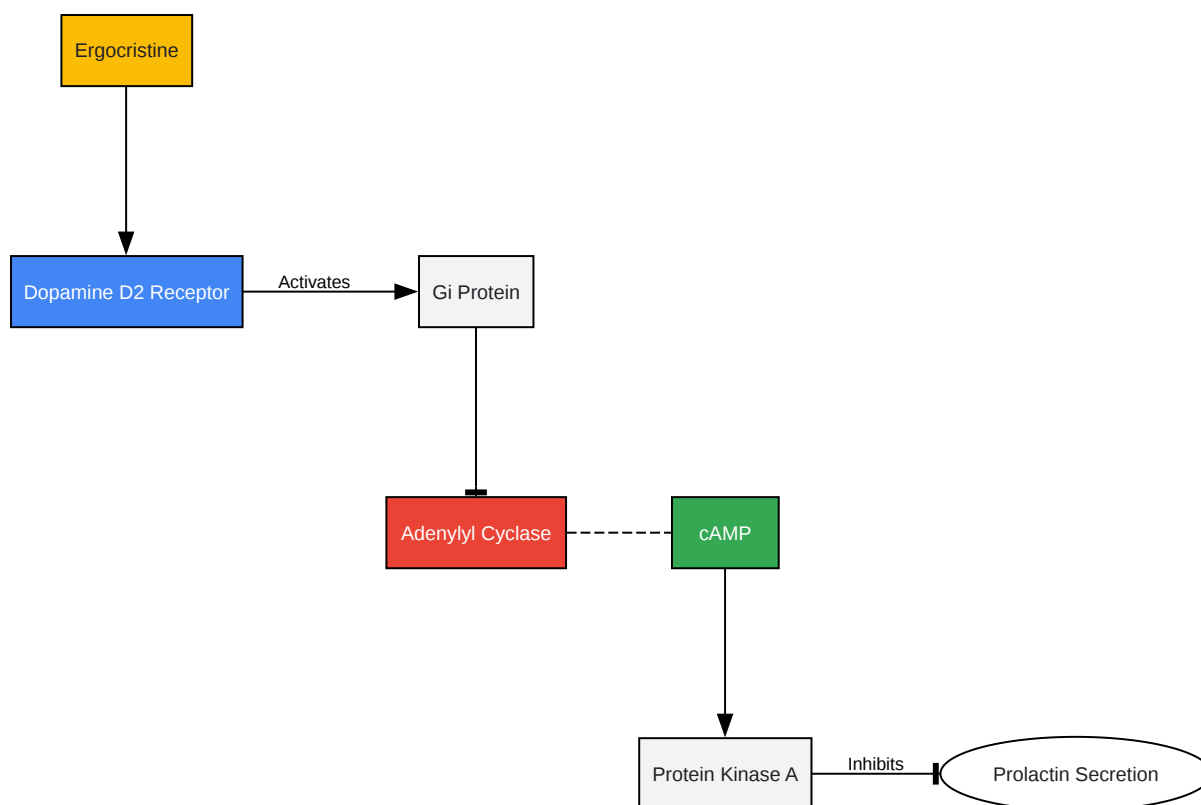 Ergocristine
Dopamine D2 Receptor
Activates
Gi Protein
Adenylyl Cyclase
cAMP
Protein Kinase A
Inhibits
Prolactin Secretion